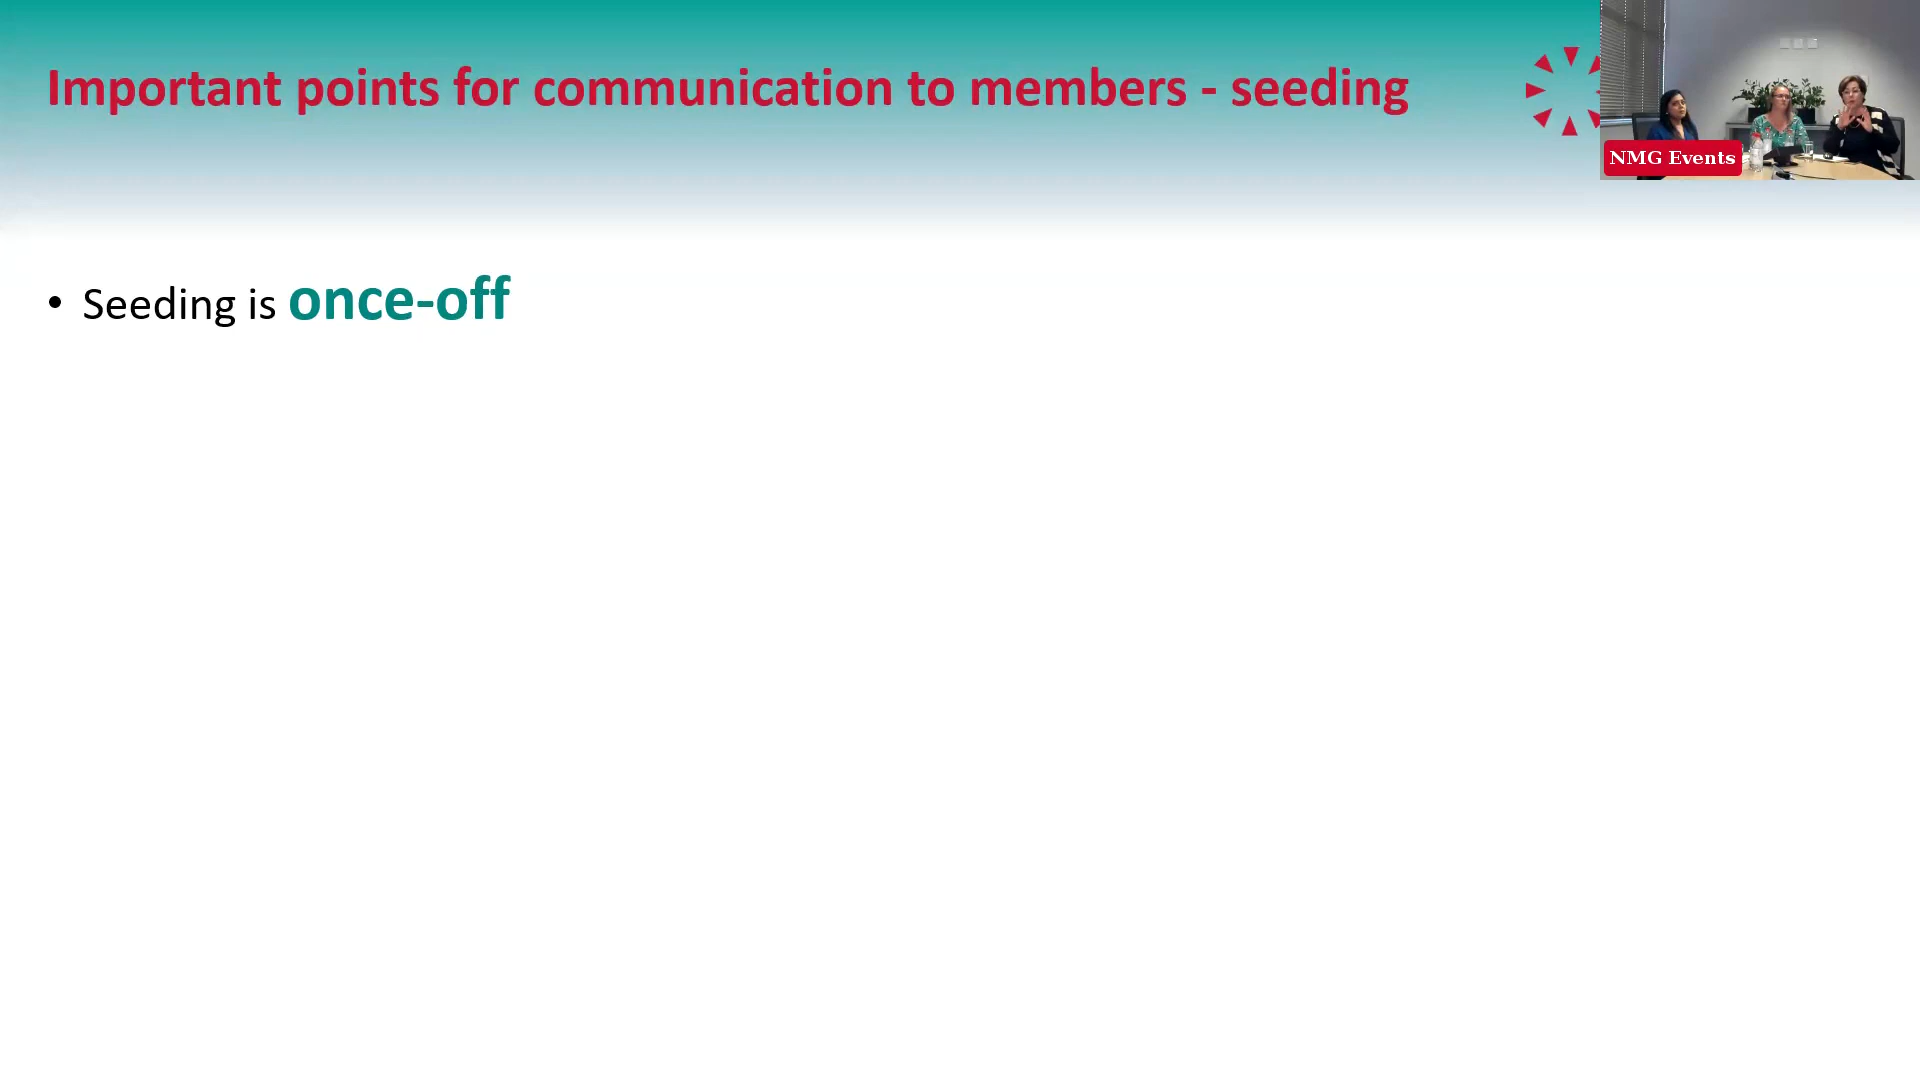 Important points for communication to members - seeding
NMG Events
• Seeding is once-off